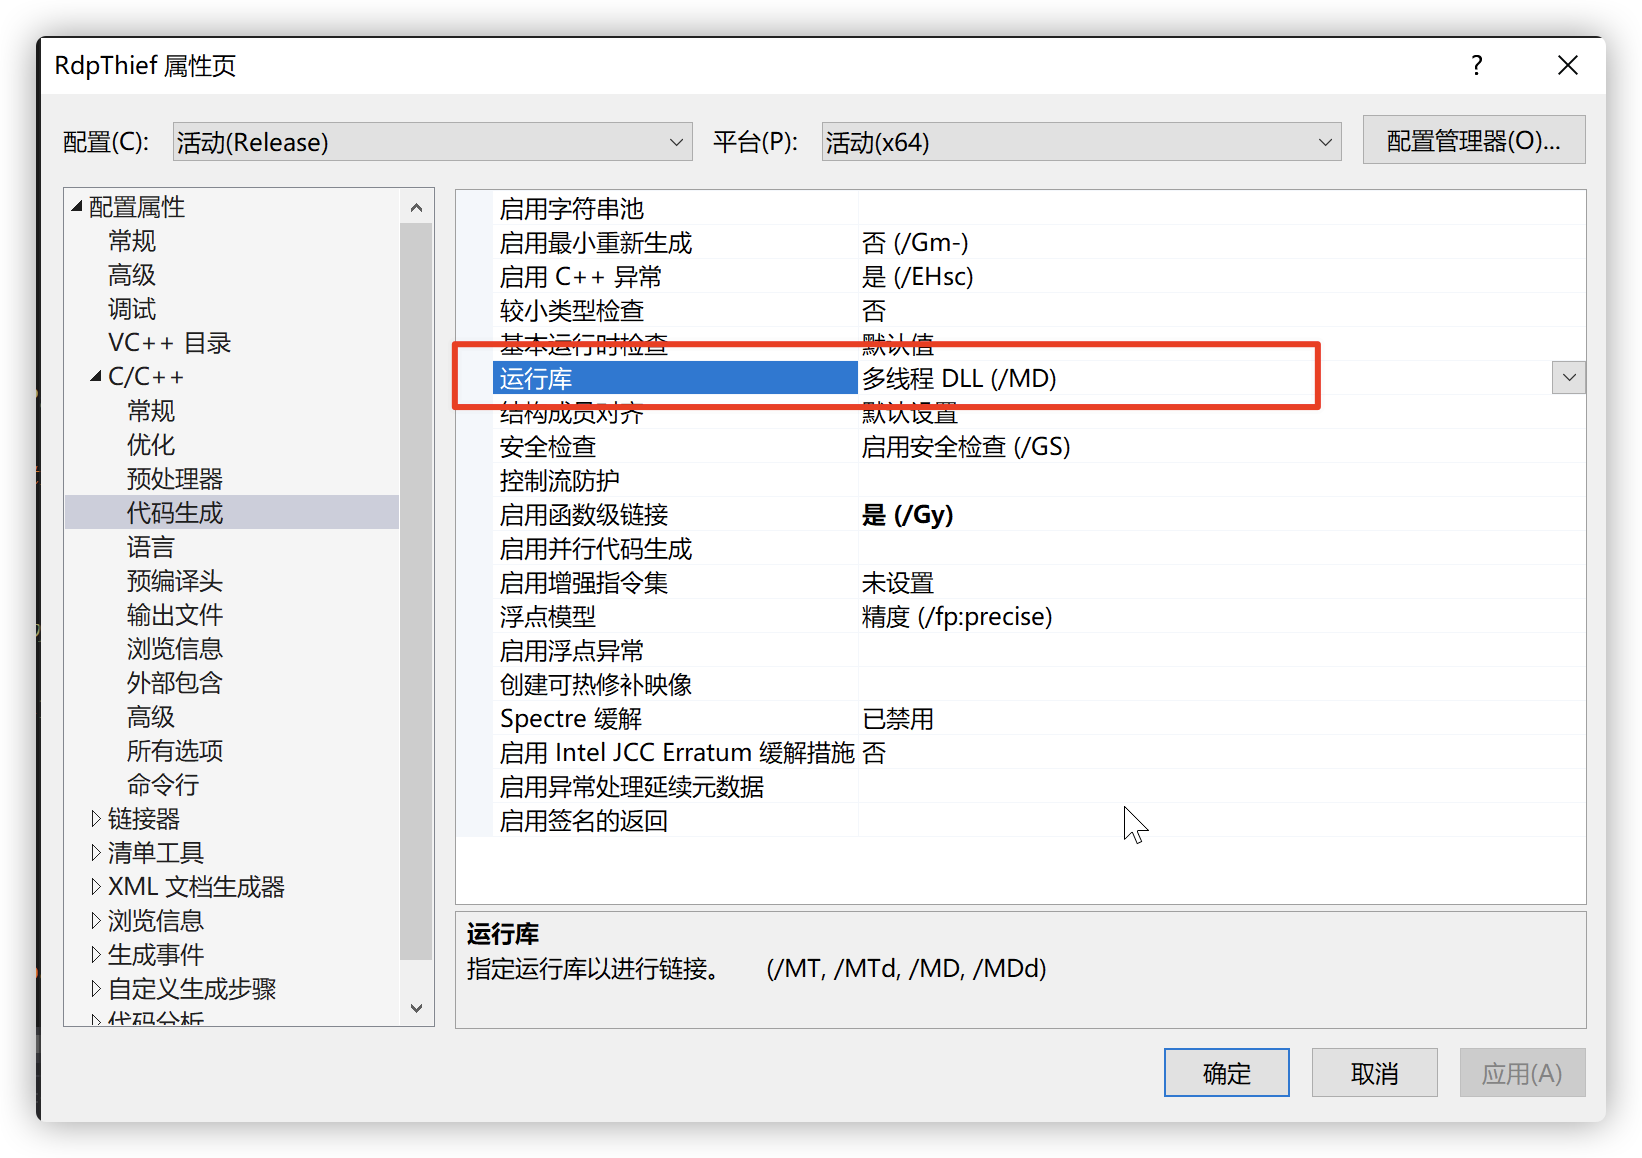 RdpThief 属性页
?
配置(C):
活动(Release)
平台(P):
活动(x64)
配置管理器(O)...
配置属性
常规
高级
调试
VC++ 目录
C/C++
常规
优化
预处理器
代码生成
语言
预编译头
输出文件
浏览信息
外部包含
高级
所有选项
命令行
链接器
清单工具
XML 文档生成器
浏览信息
生成事件
自定义生成步骤
代码分析
启用字符串池
启用最小重新生成 否 (/Gm-)
启用 C++ 异常 是 (/EHsc)
较小类型检查 否
基本运行时检查 默认值
运行库 多线程 DLL (/MD)
结构成员对齐 默认设置
安全检查 启用安全检查 (/GS)
控制流防护
启用函数级链接 是 (/Gy)
启用并行代码生成
启用增强指令集 未设置
浮点模型 精度 (/fp:precise)
启用浮点异常
创建可热修补映像
Spectre 缓解 已禁用
启用 Intel JCC Erratum 缓解措施 否
启用异常处理延续元数据
启用签名的返回
运行库
指定运行库以进行链接。 (/MT, /MTd, /MD, /MDd)
确定
取消
应用(A)